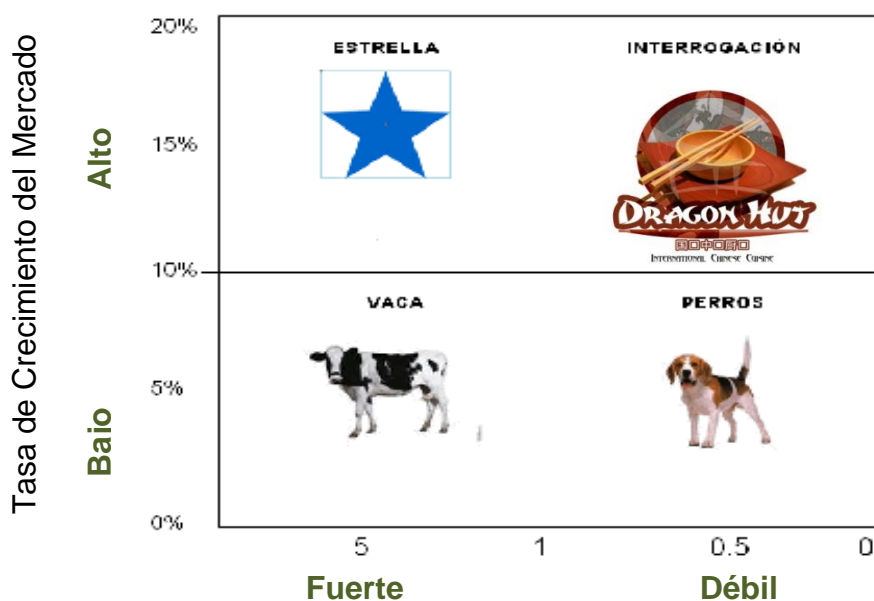 Tasa de Crecimiento del Mercado
Alto
Baio
20%
15%
10%
5%
0%
ESTRELLA
INTERROGACIÓN
DRAGON HUT
INTERNATIONAL CHINESE CUISINE
VACA
PERROS
5
1
0.5
0
Fuerte
Débil